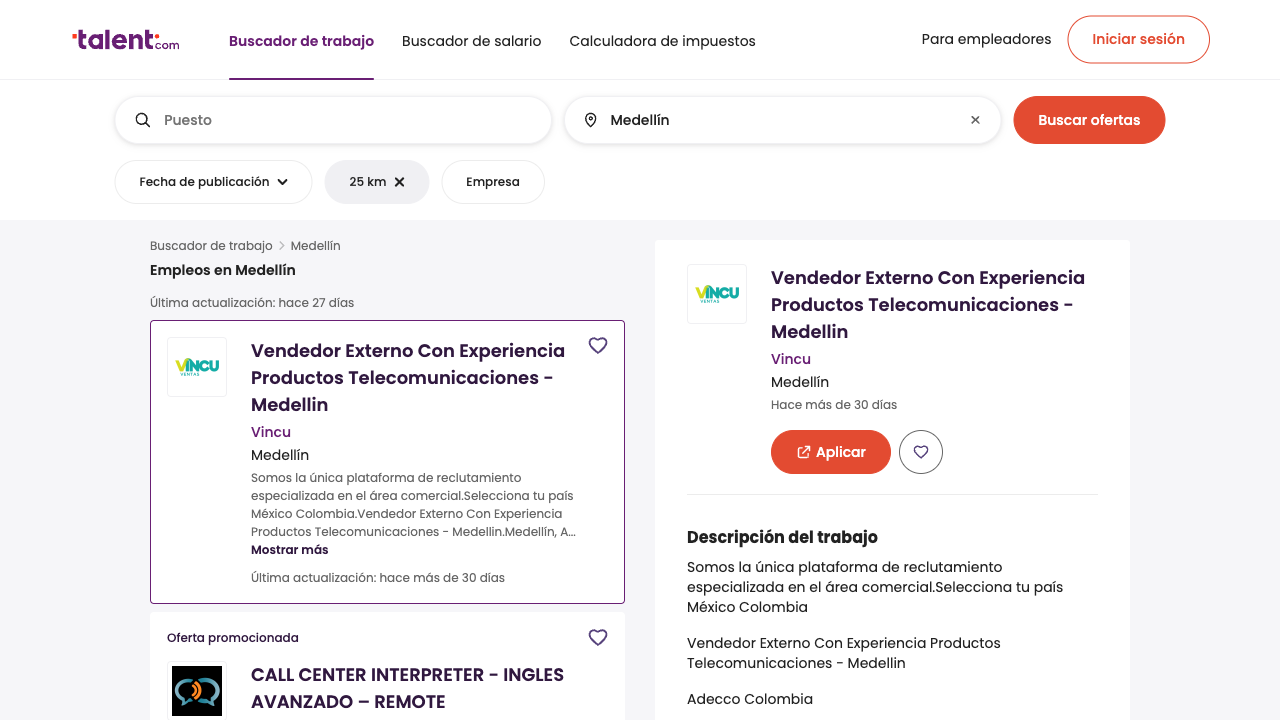 talent.com
Buscador de trabajo
Buscador de salario
Calculadora de impuestos
Para empleadores
Iniciar sesión
Puesto
Medellín
Buscar ofertas
Fecha de publicación
25 km
Empresa
Buscador de trabajo
Medellín
Empleos en Medellín
Última actualización: hace 27 días
VINCU
VENTAS
Vendedor Externo Con Experiencia
Productos Telecomunicaciones -
Medellin
Vincu
Medellín
Somos la única plataforma de reclutamiento
especializada en el área comercial.Selecciona tu país
México Colombia.Vendedor Externo Con Experiencia
Productos Telecomunicaciones - Medellin.Medellín, A...
Mostrar más
Última actualización: hace más de 30 días
Oferta promocionada
CALL CENTER INTERPRETER - INGLES
AVANZADO – REMOTE
VINCU
VENTAS
Vendedor Externo Con Experiencia
Productos Telecomunicaciones -
Medellin
Vincu
Medellín
Hace más de 30 días
Aplicar
Descripción del trabajo
Somos la única plataforma de reclutamiento
especializada en el área comercial.Selecciona tu país
México Colombia
Vendedor Externo Con Experiencia Productos
Telecomunicaciones - Medellin
Adecco Colombia